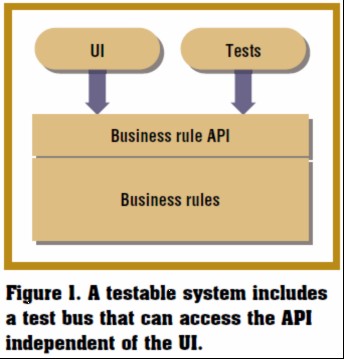 UI
Tests
Business rule API
Business rules
Figure 1. A testable system includes
a test bus that can access the API
independent of the UI.